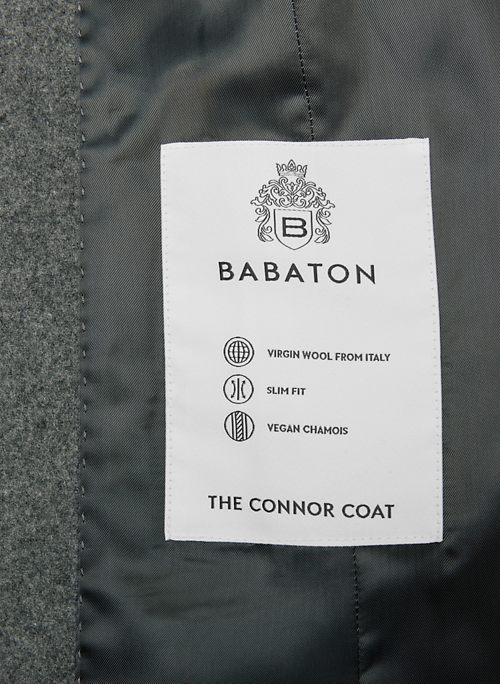 B
BABATON
VIRGIN WOOL FROM ITALY
SLIM FIT
VEGAN CHAMOIS
THE CONNOR COAT